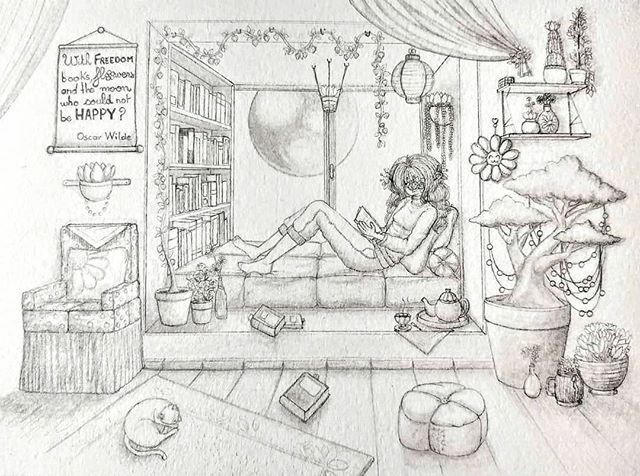 With FREEDOM
books, flowers
and the moon
who could not
be HAPPY?
Oscar Wilde